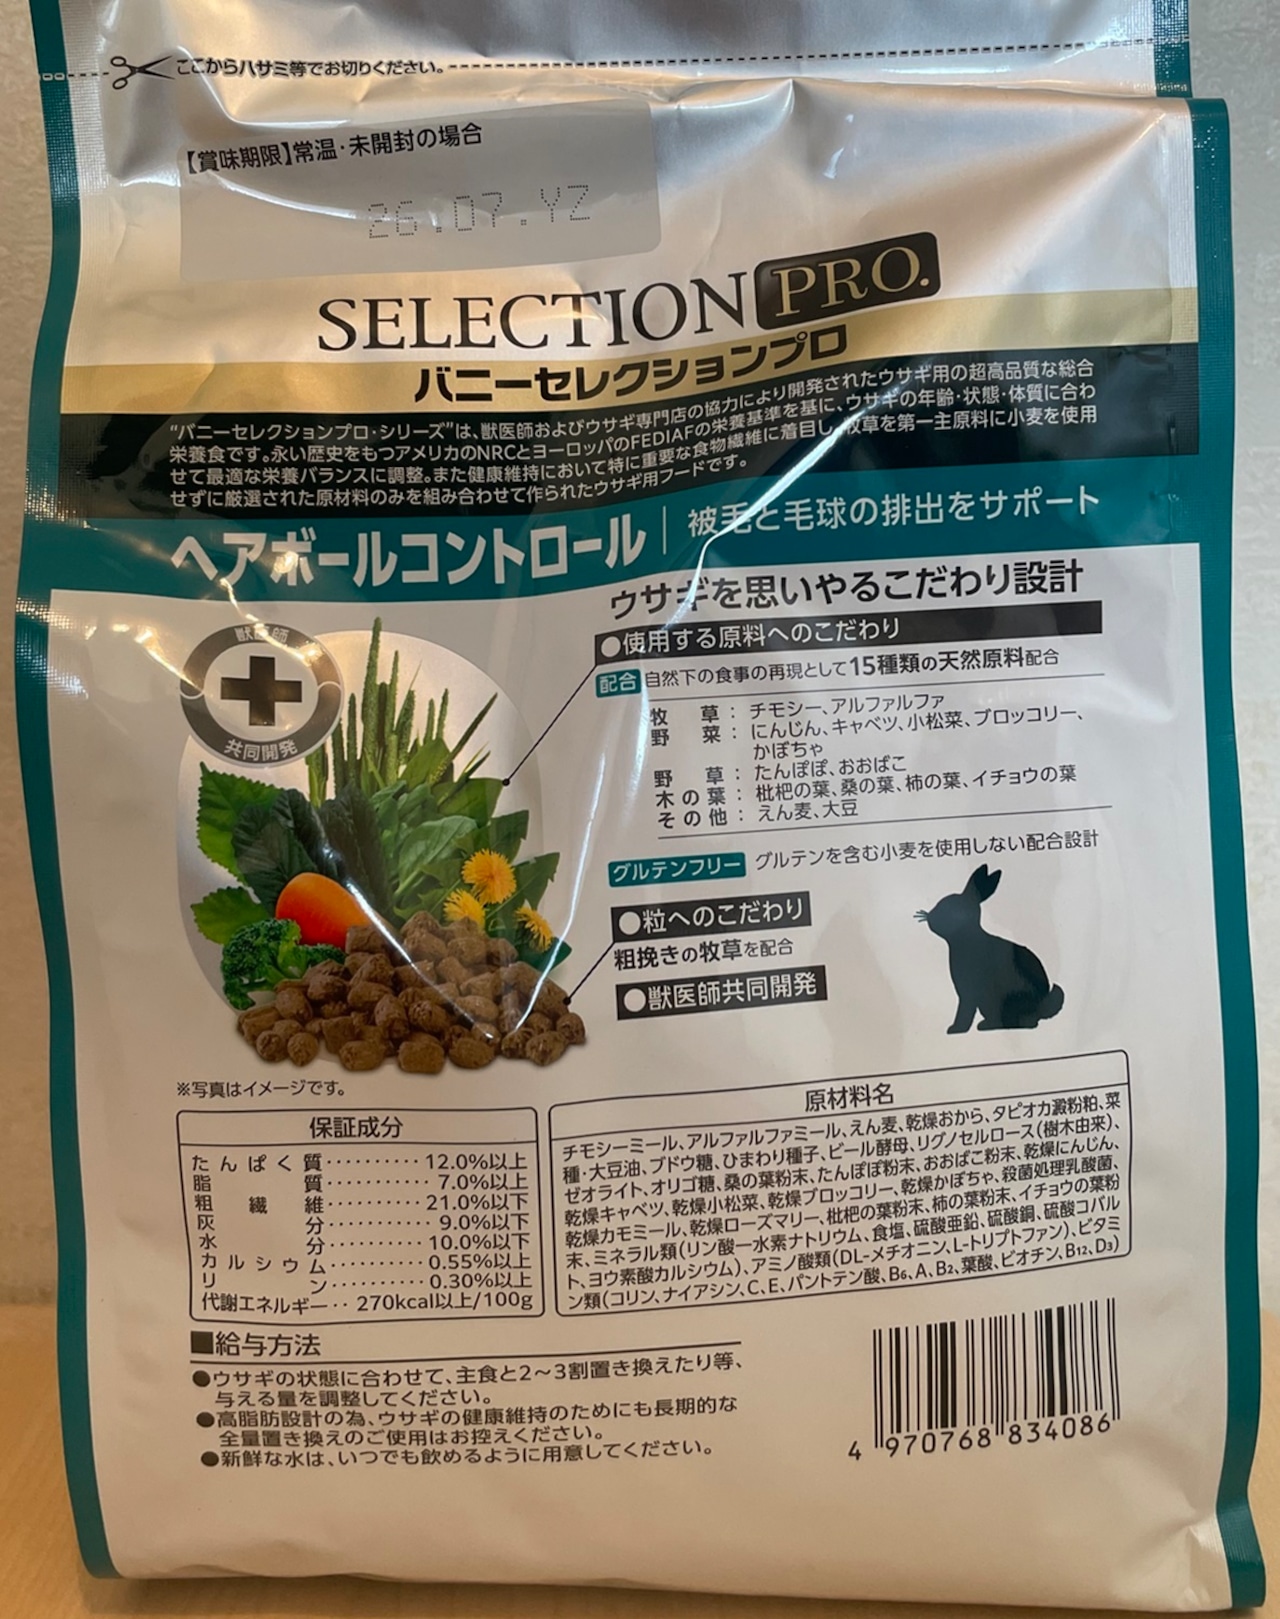 ここからハサミ等でお切りください。
【賞味期限】常温・未開封の場合
26.07.YZ
SELECTION PRO.
バニーセレクションプロ
“バニーセレクションプロ・シリーズ”は、獣医師およびウサギ専門店の協力により開発されたウサギ用の超高品質な総合
栄養食です。永い歴史をもつアメリカのNRCとヨーロッパのFEDIAFの栄養基準を基に、ウサギの年齢・状態・体質に合わ
せて最適な栄養バランスに調整。また健康維持において特に重要な食物繊維に着目し、牧草を第一主原料に小麦を使用
せずに厳選された原材料のみを組み合わせて作られたウサギ用フードです。
ヘアボールコントロール | 被毛と毛球の排出をサポート
ウサギを思いやるこだわり設計
獣医師
共同開発
●使用する原料へのこだわり
配合 自然下の食事の再現として15種類の天然原料配合
牧草：チモシー、アルファルファ
野菜：にんじん、キャベツ、小松菜、ブロッコリー、
かぼちゃ
野草：たんぽぽ、おおばこ
木の葉：枇杷の葉、桑の葉、柿の葉、イチョウの葉
その他：えん麦、大豆
グルテンフリー グルテンを含む小麦を使用しない配合設計
●粒へのこだわり
粗挽きの牧草を配合
●獣医師共同開発
※写真はイメージです。
保証成分
たんぱく質………12.0%以上
脂質………7.0%以上
粗繊維………21.0%以下
灰分………9.0%以下
水分………10.0%以下
カルシウム………0.55%以上
リン………0.30%以上
代謝エネルギー‥270kcal以上/100g
原材料名
チモシーミール、アルファルファミール、えん麦、乾燥おから、タピオカ澱粉粕、菜
種・大豆油、ブドウ糖、ひまわり種子、ビール酵母、リグノセルロース(樹木由来)、
ゼオライト、オリゴ糖、桑の葉粉末、たんぽぽ粉末、おおばこ粉末、乾燥にんじん、
乾燥キャベツ、乾燥小松菜、乾燥ブロッコリー、乾燥かぼちゃ、殺菌処理乳酸菌、
乾燥カモミール、乾燥ローズマリー、枇杷の葉粉末、柿の葉粉末、イチョウの葉粉
末、ミネラル類(リン酸一水素ナトリウム、食塩、硫酸亜鉛、硫酸銅、硫酸コバル
ト、ヨウ素酸カルシウム)、アミノ酸類(DL-メチオニン、L-トリプトファン)、ビタミ
ン類(コリン、ナイアシン、C、E、パントテン酸、B6、A、B2、葉酸、ビオチン、B12、D3)
■給与方法
●ウサギの状態に合わせて、主食と2～3割置き換えたり等、
与える量を調整してください。
●高脂肪設計の為、ウサギの健康維持のためにも長期的な
全量置き換えのご使用はお控えください。
●新鮮な水は、いつでも飲めるように用意してください。
4 970768 834086